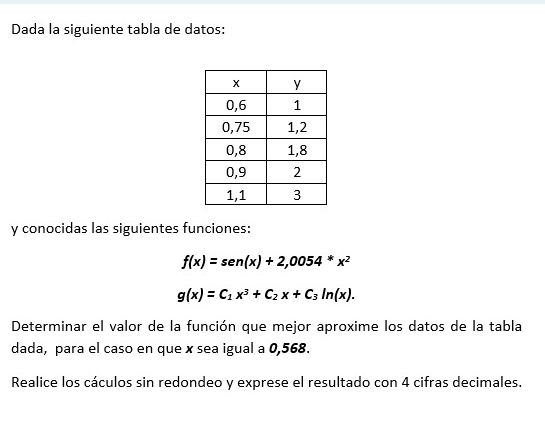 Dada la siguiente tabla de datos:
x y
0,6 1
0,75 1,2
0,8 1,8
0,9 2
1,1 3
y conocidas las siguientes funciones:
f(x) = sen(x) + 2,0054 * x²
g(x) = C₁ x³ + C₂ x + C₃ ln(x).
Determinar el valor de la función que mejor aproxime los datos de la tabla
dada, para el caso en que x sea igual a 0,568.
Realice los cáculos sin redondeo y exprese el resultado con 4 cifras decimales.